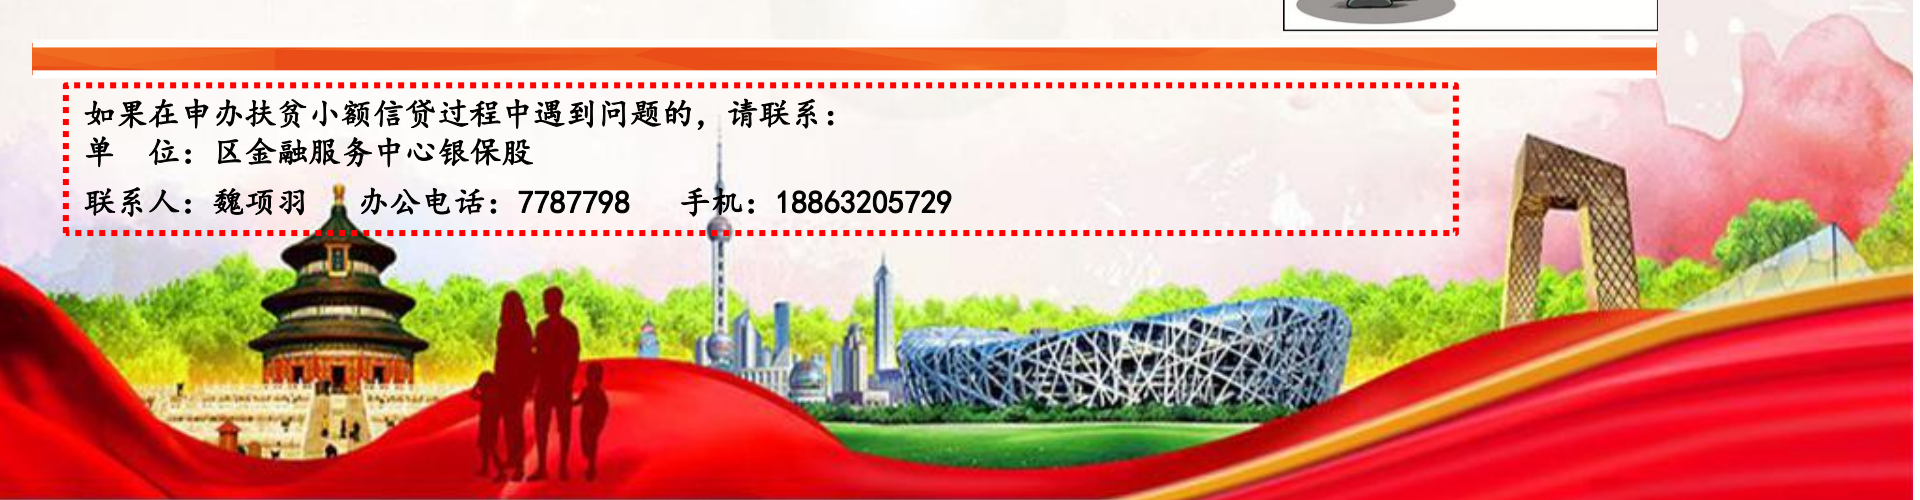 如果在申办扶贫小额信贷过程中遇到问题的，请联系：
单　位：区金融服务中心银保股
联系人：魏项羽　办公电话：7787798　手机：18863205729